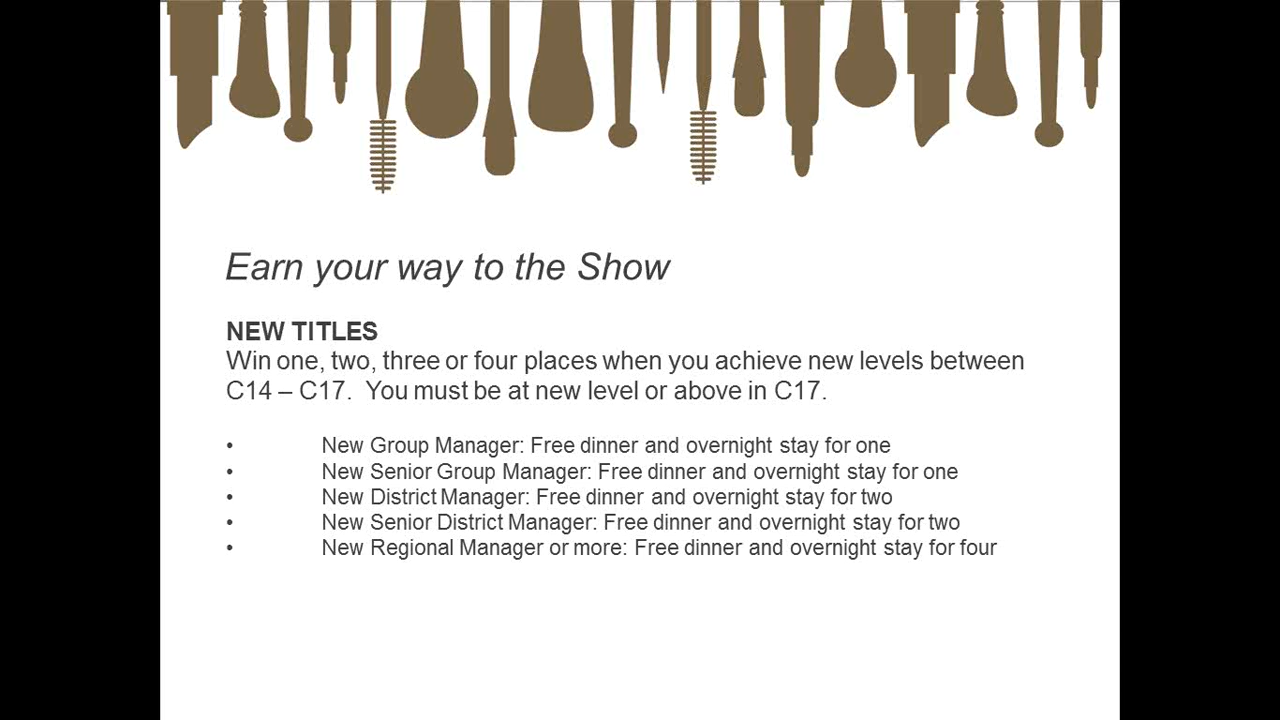 Earn your way to the Show
NEW TITLES
Win one, two, three or four places when you achieve new levels between
C14 – C17.  You must be at new level or above in C17.
• New Group Manager: Free dinner and overnight stay for one
• New Senior Group Manager: Free dinner and overnight stay for one
• New District Manager: Free dinner and overnight stay for two
• New Senior District Manager: Free dinner and overnight stay for two
• New Regional Manager or more: Free dinner and overnight stay for four